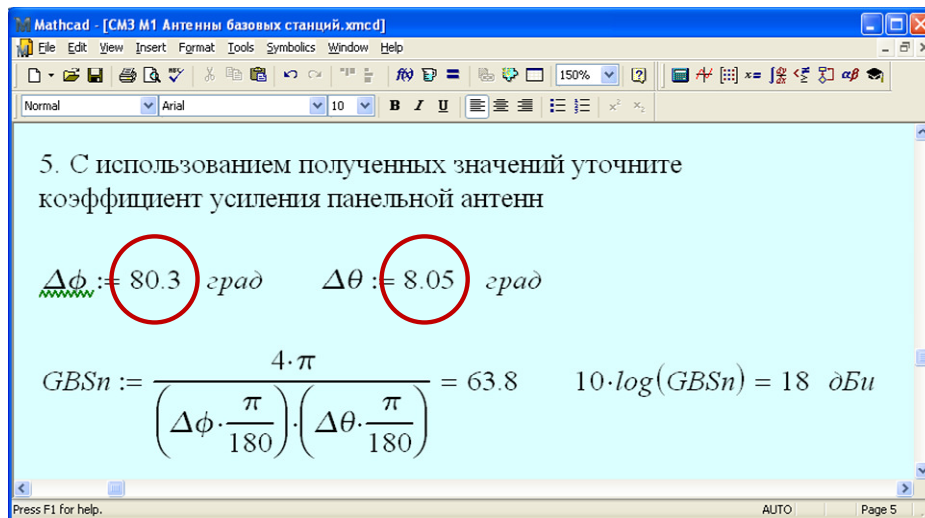 Mathcad - [СМЗ М1 Антенны базовых станций.xmcd]
File Edit View Insert Format Tools Symbolics Window Help
150%
Normal Arial 10 B I U
5. С использованием полученных значений уточните
коэффициент усиления панельной антенн
Δϕ := 80.3 град Δθ := 8.05 град
GBSn := 4·π / ((Δϕ·π/180)·(Δθ·π/180)) = 63.8 10·log(GBSn) = 18 дБи
Press F1 for help. AUTO Page 5